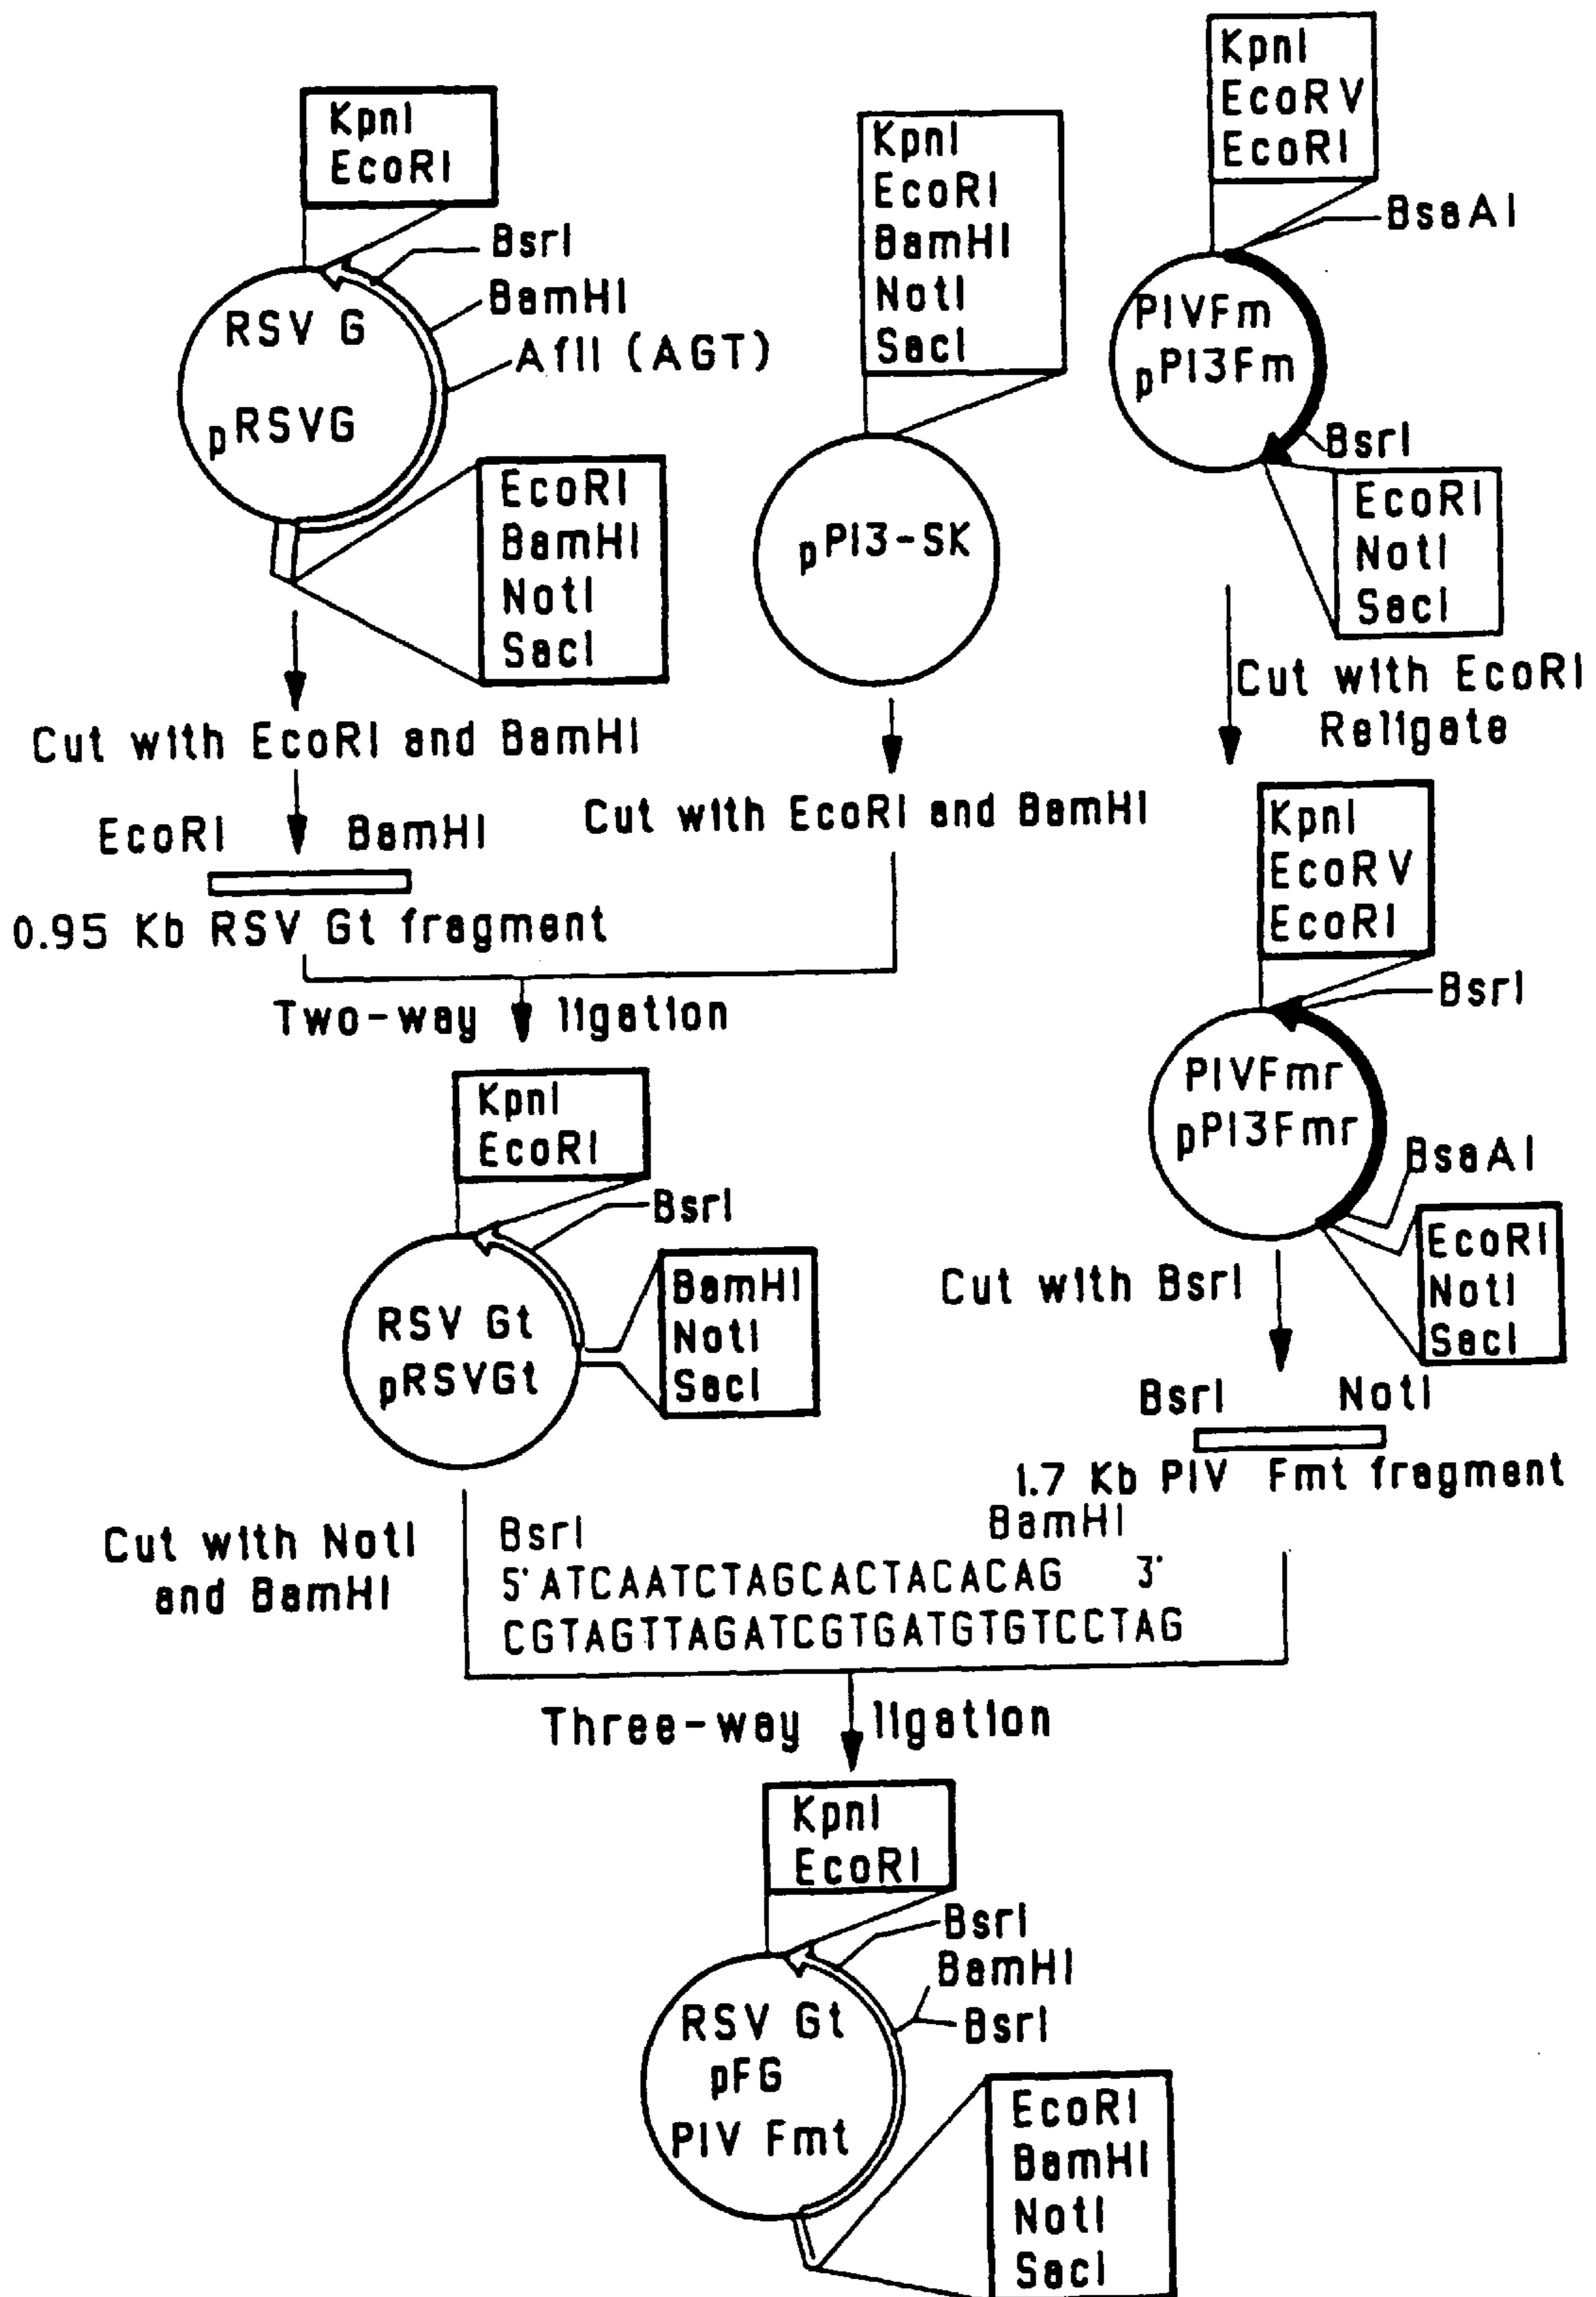 KpnI
EcoRI
BsrI
BamHI
AflII (AGT)
RSV G
pRSVG
EcoRI
BamHI
NotI
SacI
Cut with EcoRI and BamHI
EcoRI BamHI
0.95 Kb RSV Gt fragment
KpnI
EcoRI
BamHI
NotI
SacI
pPI3-SK
Cut with EcoRI and BamHI
KpnI
EcoRV
EcoRI
BsaAI
PIVFm
pPI3Fm
BsrI
EcoRI
NotI
SacI
Cut with EcoRI
Religate
Two-way ligation
KpnI
EcoRI
BsrI
RSV Gt
pRSVGt
BamHI
NotI
SacI
KpnI
EcoRV
EcoRI
BsrI
PIVFmr
pPI3Fmr
BsaAI
EcoRI
NotI
SacI
Cut with BsrI
BsrI NotI
1.7 Kb PIV Fmt fragment
Cut with NotI
and BamHI
BsrI BamHI
5' ATCAATCTAGCACTACACAG 3'
CGTAGTTAGATCGTGATGTGTCCTAG
Three-way ligation
KpnI
EcoRI
BsrI
BamHI
BsrI
RSV Gt
pFG
PIV Fmt
EcoRI
BamHI
NotI
SacI